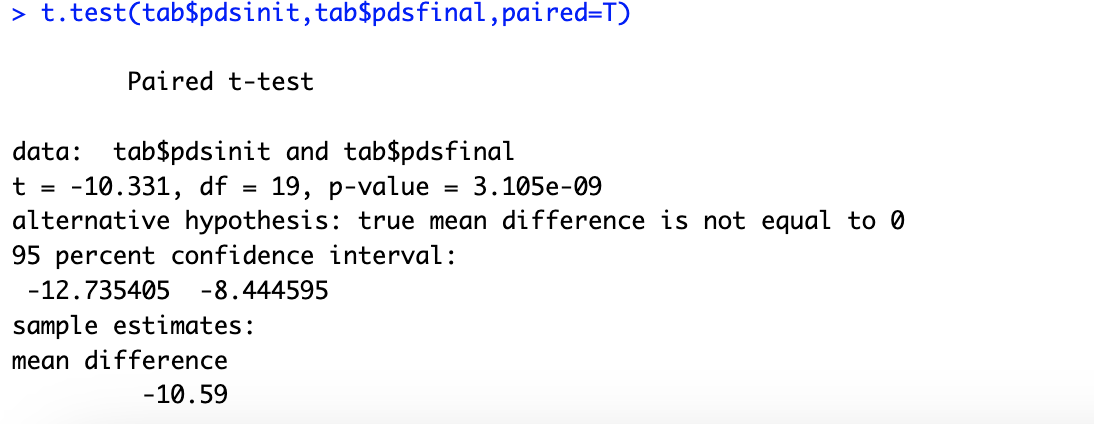 > t.test(tab$pdsinit,tab$pdsfinal,paired=T)
Paired t-test
data:  tab$pdsinit and tab$pdsfinal
t = -10.331, df = 19, p-value = 3.105e-09
alternative hypothesis: true mean difference is not equal to 0
95 percent confidence interval:
-12.735405  -8.444595
sample estimates:
mean difference
-10.59